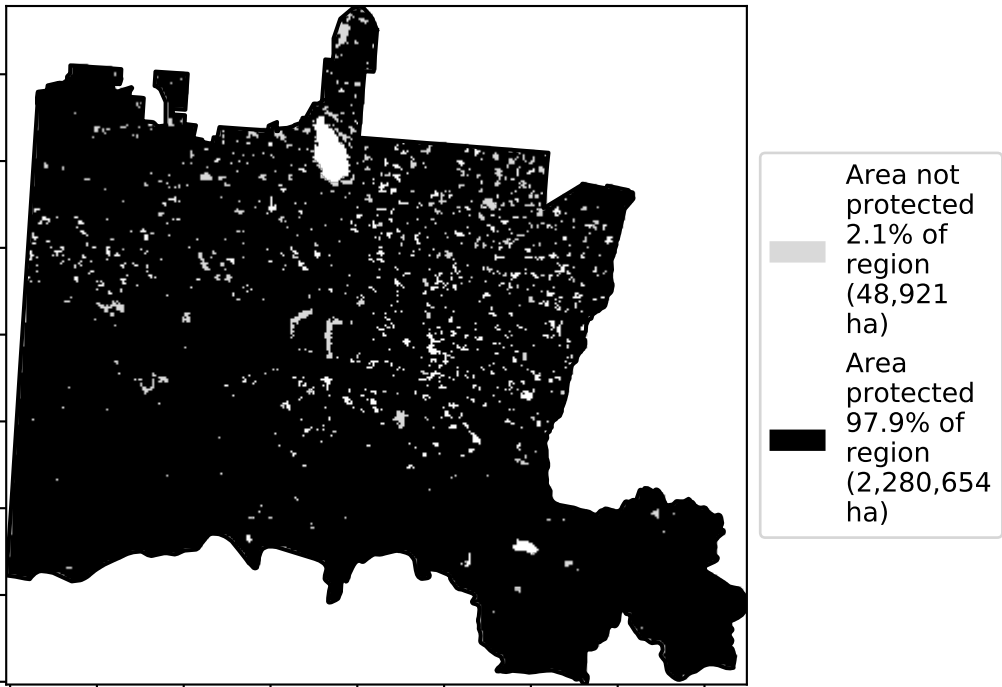 Area not
protected
2.1% of
region
(48,921
ha)
Area
protected
97.9% of
region
(2,280,654
ha)